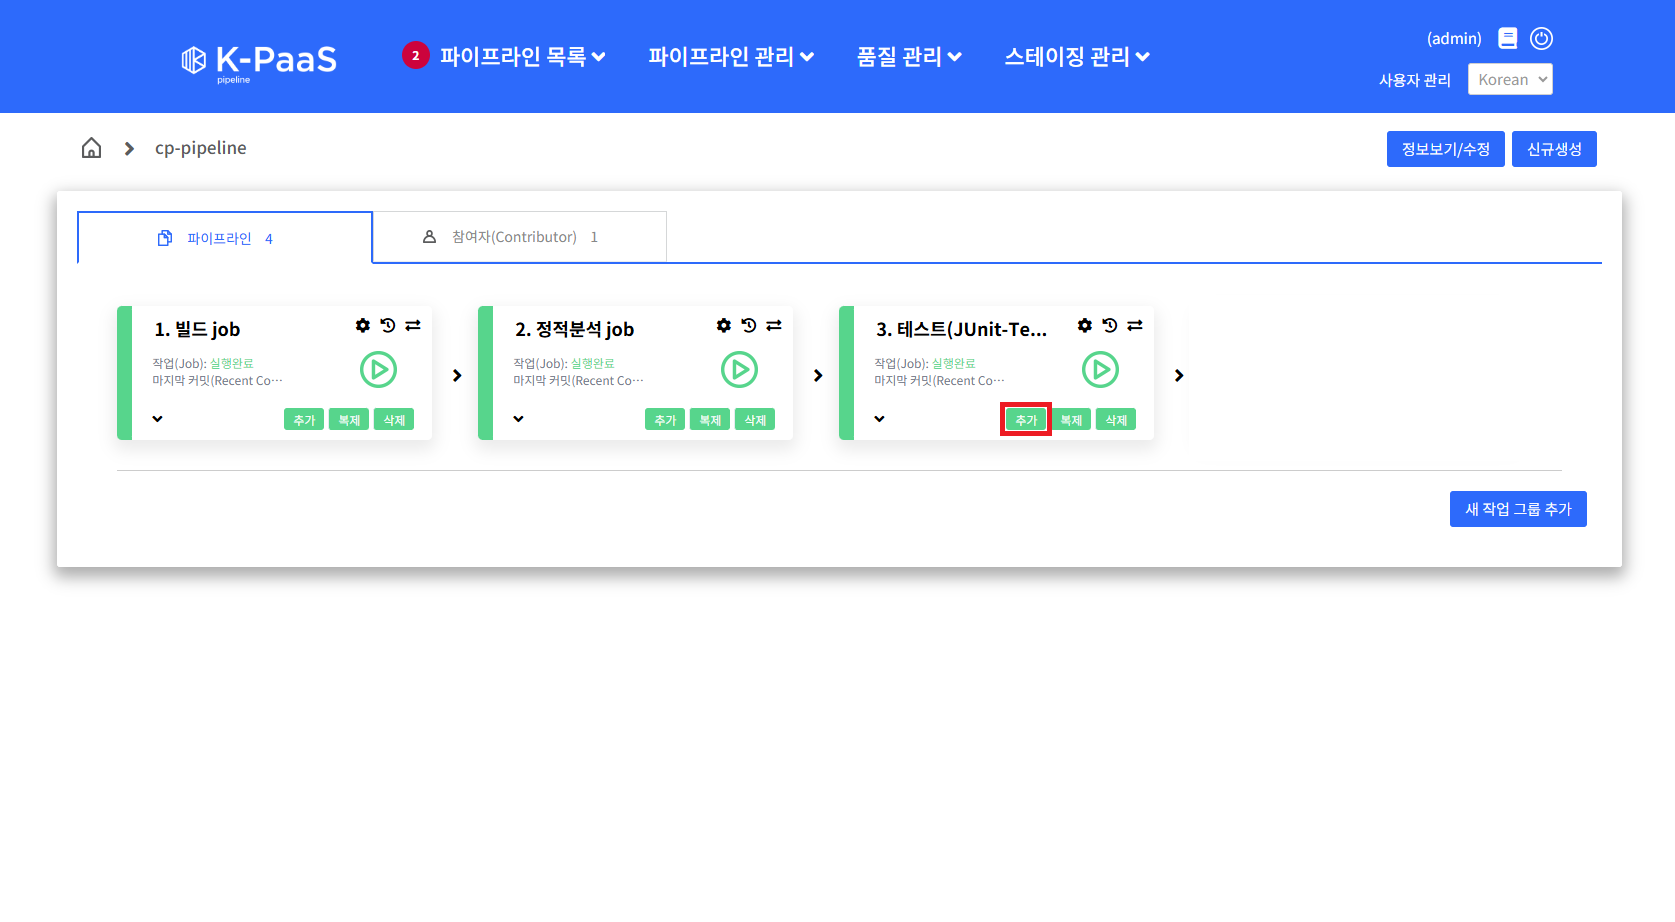 K-PaaS
pipeline
2 파이프라인 목록 파이프라인 관리 품질 관리 스테이징 관리
(admin)
사용자 관리 Korean
cp-pipeline
정보보기/수정 신규생성
파이프라인 4 참여자(Contributor) 1
1. 빌드 job
작업(Job): 실행완료
마지막 커밋(Recent Co···
추가 복제 삭제
2. 정적분석 job
작업(Job): 실행완료
마지막 커밋(Recent Co···
추가 복제 삭제
3. 테스트(JUnit-Te...
작업(Job): 실행완료
마지막 커밋(Recent Co···
추가 복제 삭제
새 작업 그룹 추가